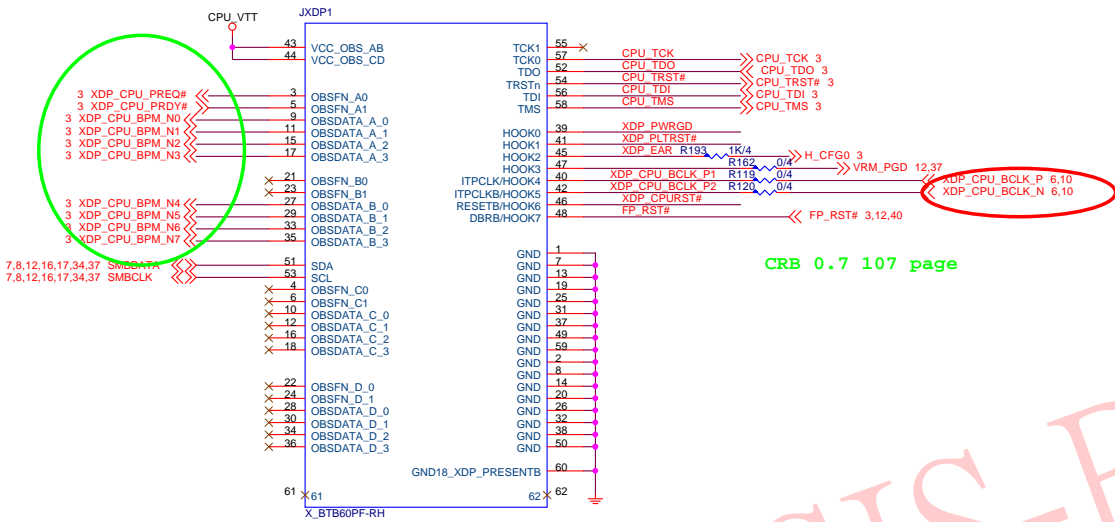 CPU_VTT
JXDP1
43 VCC_OBS_AB
44 VCC_OBS_CD
3 XDP_CPU_PREQ# 3 OBSFN_A0
3 XDP_CPU_PRDY# 5 OBSFN_A1
3 XDP_CPU_BPM_N0 9 OBSDATA_A_0
3 XDP_CPU_BPM_N1 11 OBSDATA_A_1
3 XDP_CPU_BPM_N2 15 OBSDATA_A_2
3 XDP_CPU_BPM_N3 17 OBSDATA_A_3
21 OBSFN_B0
23 OBSFN_B1
3 XDP_CPU_BPM_N4 27 OBSDATA_B_0
3 XDP_CPU_BPM_N5 29 OBSDATA_B_1
3 XDP_CPU_BPM_N6 33 OBSDATA_B_2
3 XDP_CPU_BPM_N7 35 OBSDATA_B_3
7,8,12,16,17,34,37 SMBDATA 51 SDA
7,8,12,16,17,34,37 SMBCLK 53 SCL
4 OBSFN_C0
6 OBSFN_C1
10 OBSDATA_C_0
12 OBSDATA_C_1
16 OBSDATA_C_2
18 OBSDATA_C_3
22 OBSFN_D_0
24 OBSFN_D_1
28 OBSDATA_D_0
30 OBSDATA_D_1
34 OBSDATA_D_2
36 OBSDATA_D_3
61 61
TCK1 55
TCK0 57 CPU_TCK CPU_TCK 3
TDO 52 CPU_TDO CPU_TDO 3
TRSTn 54 CPU_TRST# CPU_TRST# 3
TDI 56 CPU_TDI CPU_TDI 3
TMS 58 CPU_TMS CPU_TMS 3
HOOK0 39 XDP_PWRGD
HOOK1 41 XDP_PLTRST#
HOOK2 45 XDP_EAR R193 1K/4 H_CFG0 3
HOOK3 47 R162 0/4 VRM_PGD 12,37
ITPCLK/HOOK4 40 XDP_CPU_BCLK_P1 R119 0/4 XDP_CPU_BCLK_P 6,10
ITPCLKB/HOOK5 42 XDP_CPU_BCLK_P2 R120 0/4 XDP_CPU_BCLK_N 6,10
RESETB/HOOK6 46 XDP_CPURST#
DBRB/HOOK7 48 FP_RST# FP_RST# 3,12,40
GND 1
GND 7
GND 13
GND 19
GND 25
GND 31
GND 37
GND 49
GND 59
GND 2
GND 8
GND 14
GND 20
GND 26
GND 32
GND 38
GND 50
GND18_XDP_PRESENTB 60
62 62
X_BTB60PF-RH
CRB 0.7 107 page